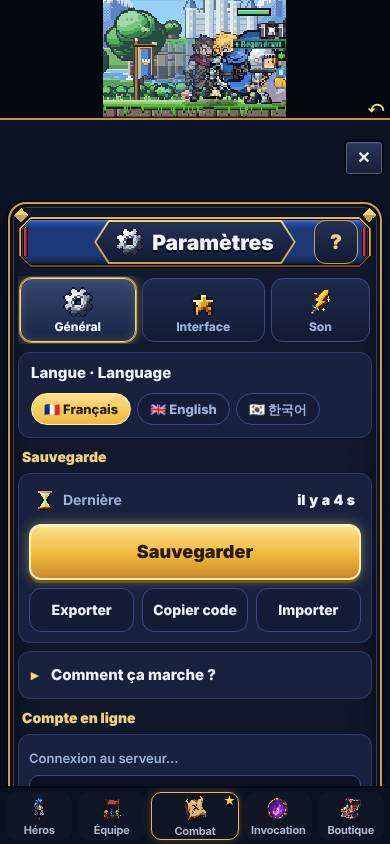 Régénérant
×
Paramètres
?
Général
Interface
Son
Langue · Language
Français
English
한국어
Sauvegarde
Dernière
il y a 4 s
Sauvegarder
Exporter
Copier code
Importer
Comment ça marche ?
Compte en ligne
Connexion au serveur...
Héros
Équipe
Combat
Invocation
Boutique